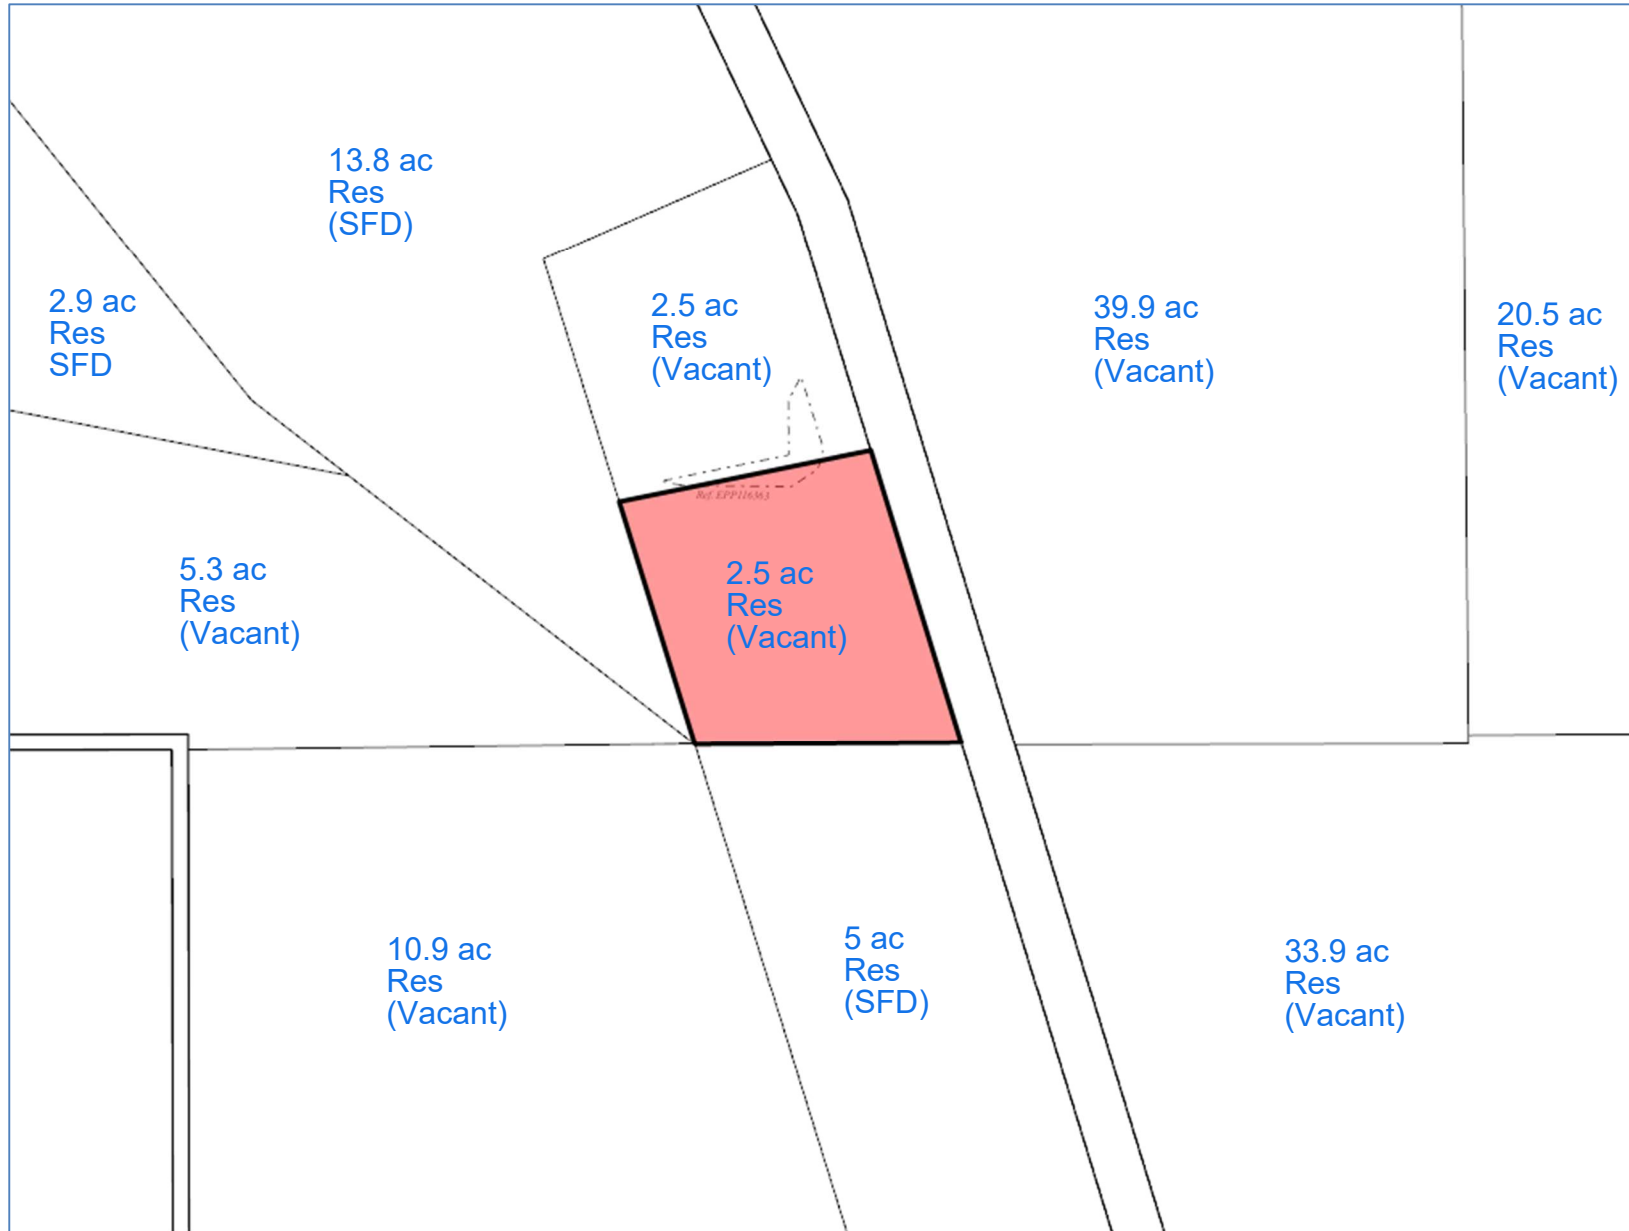 13.8 ac
Res
(SFD)
2.9 ac
Res
SFD
2.5 ac
Res
(Vacant)
39.9 ac
Res
(Vacant)
20.5 ac
Res
(Vacant)
Ref. EPP116363
5.3 ac
Res
(Vacant)
2.5 ac
Res
(Vacant)
10.9 ac
Res
(Vacant)
5 ac
Res
(SFD)
33.9 ac
Res
(Vacant)